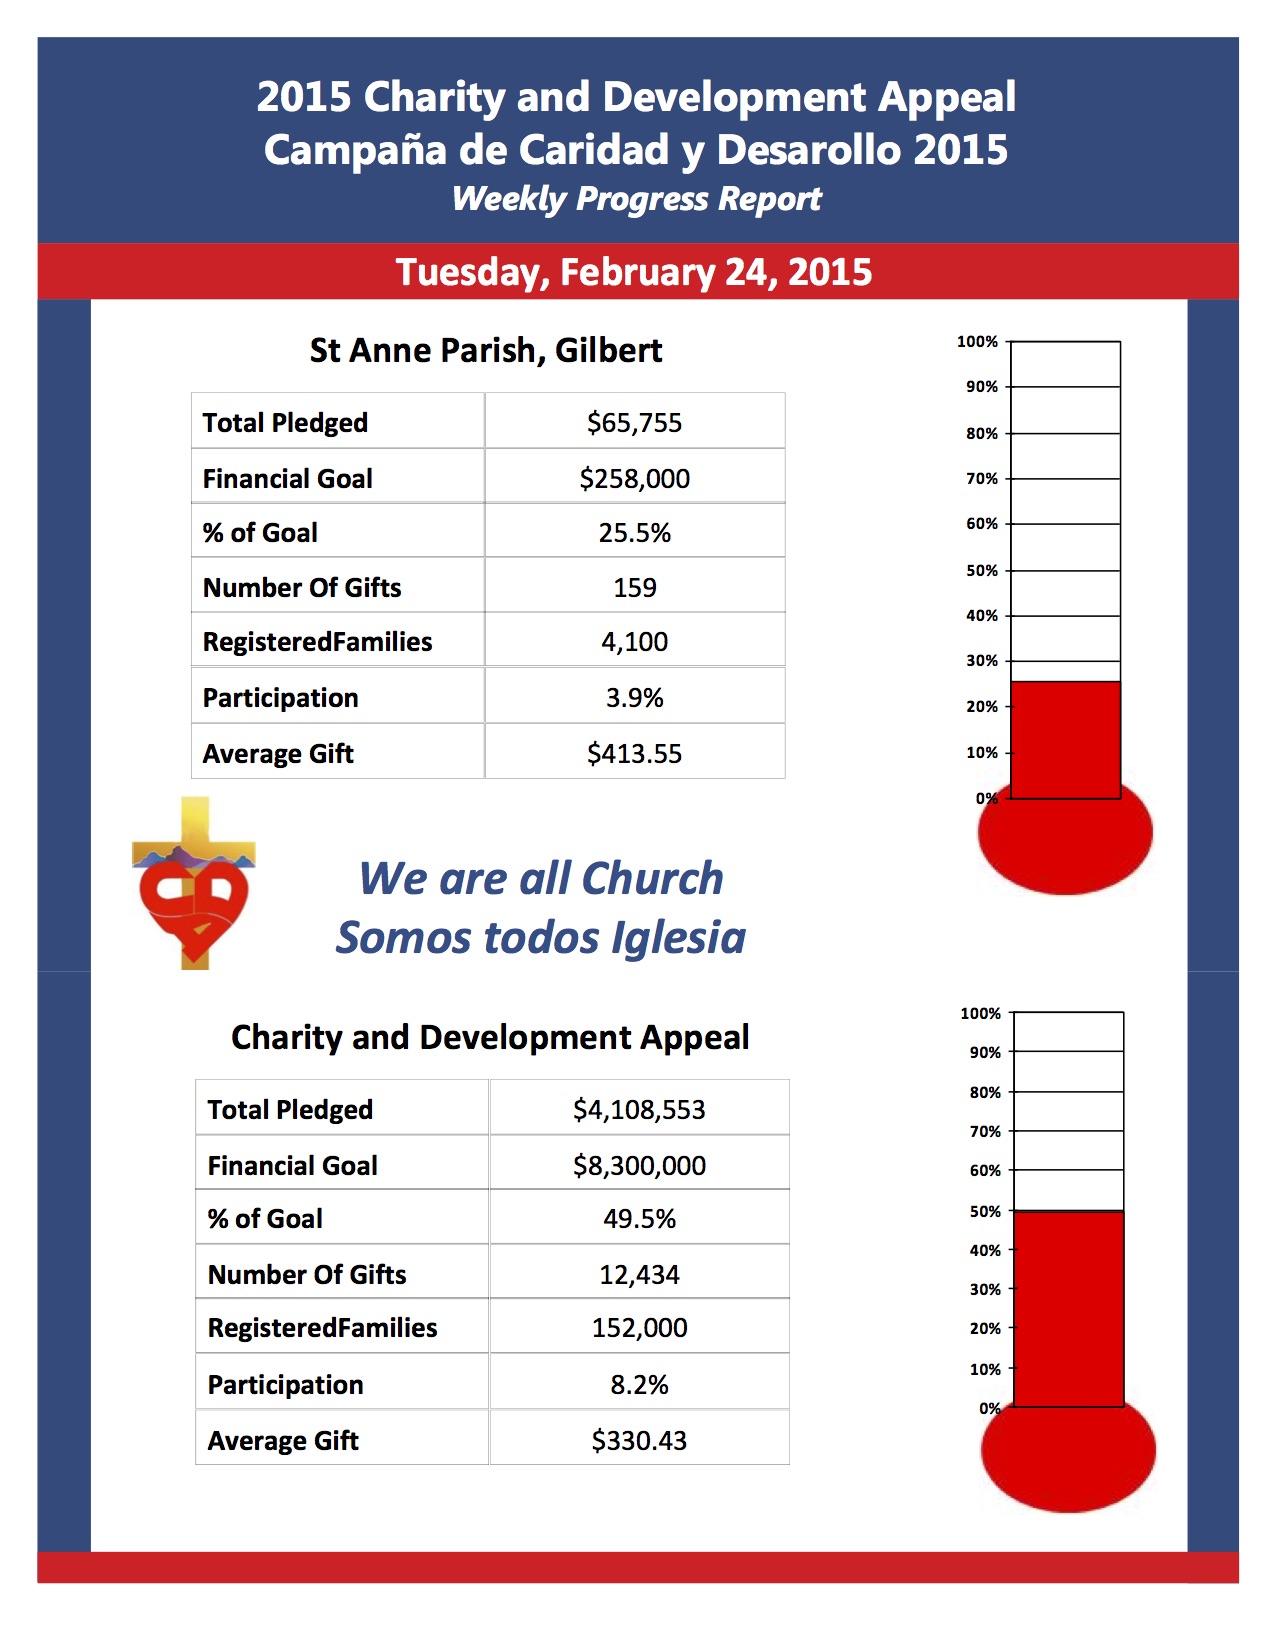 2015 Charity and Development Appeal
Campaña de Caridad y Desarollo 2015
Weekly Progress Report
Tuesday, February 24, 2015
St Anne Parish, Gilbert
Total Pledged $65,755
Financial Goal $258,000
% of Goal 25.5%
Number Of Gifts 159
RegisteredFamilies 4,100
Participation 3.9%
Average Gift $413.55
100%
90%
80%
70%
60%
50%
40%
30%
20%
10%
0%
We are all Church
Somos todos Iglesia
Charity and Development Appeal
Total Pledged $4,108,553
Financial Goal $8,300,000
% of Goal 49.5%
Number Of Gifts 12,434
RegisteredFamilies 152,000
Participation 8.2%
Average Gift $330.43
100%
90%
80%
70%
60%
50%
40%
30%
20%
10%
0%